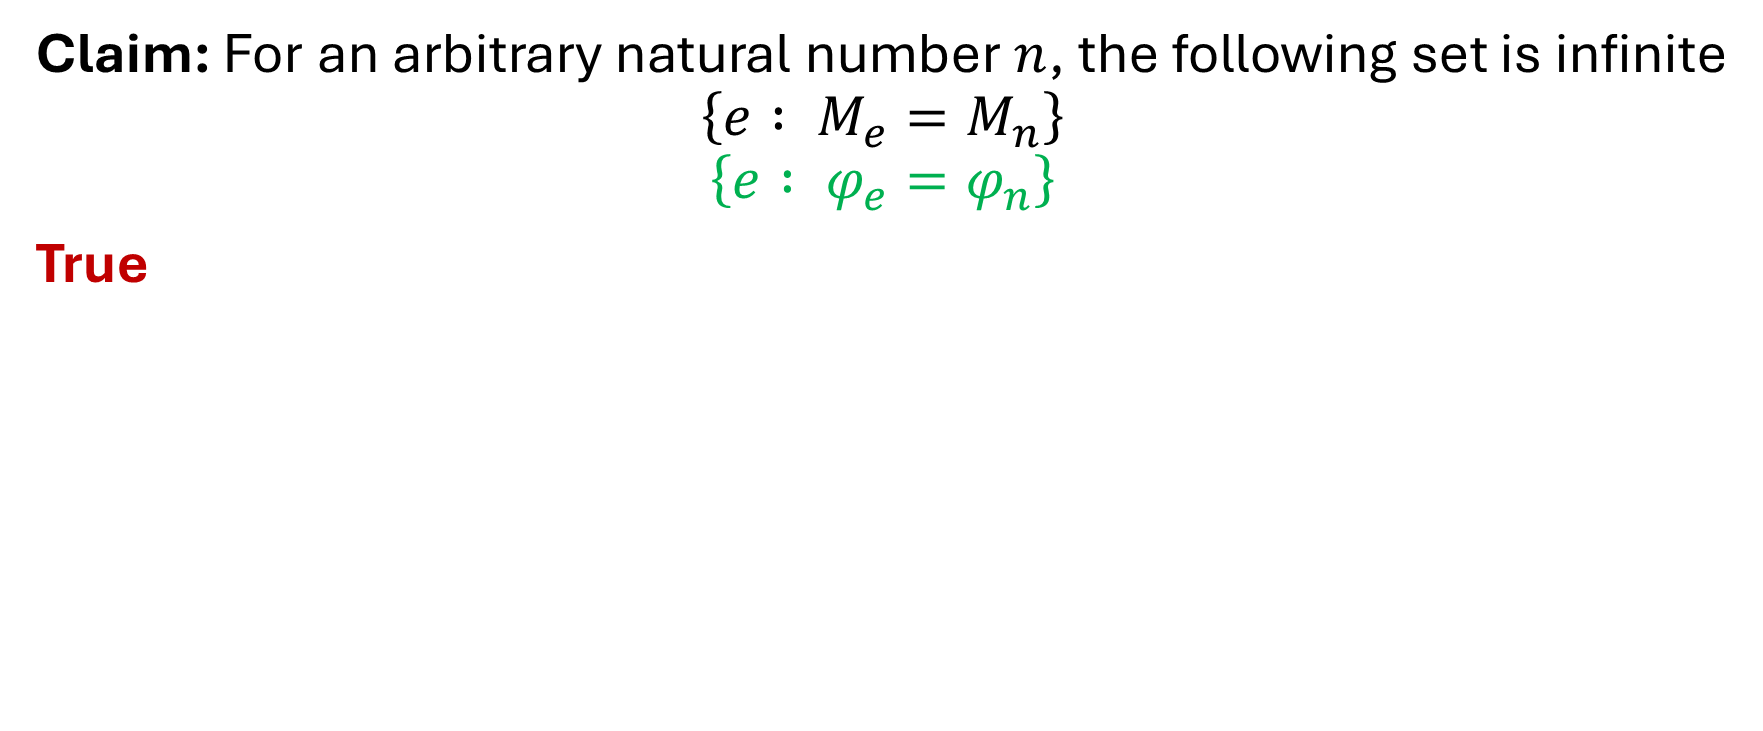 Claim: For an arbitrary natural number n, the following set is infinite
{e : M_e = M_n}
{e : φ_e = φ_n}
True